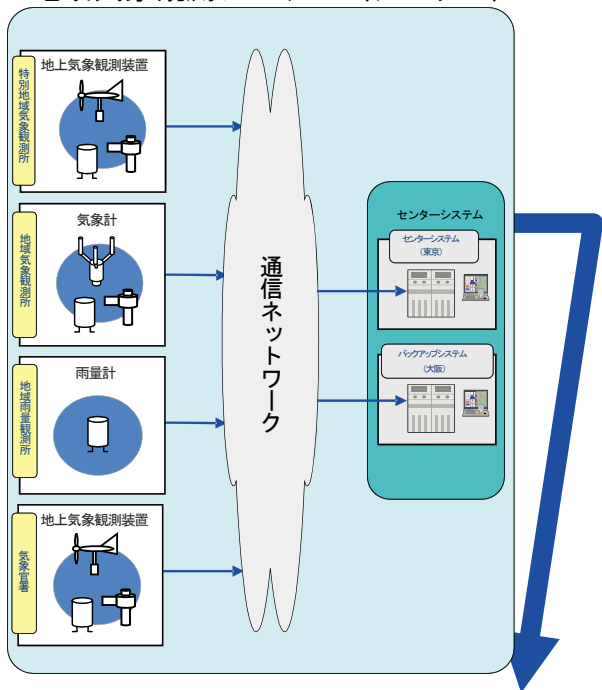 地上気象観測装置
特別地域気象観測所
気象計
地域気象観測所
雨量計
地域雨量観測所
地上気象観測装置
気象官署
通信ネットワーク
センターシステム
センターシステム
（東京）
バックアップシステム
（大阪）